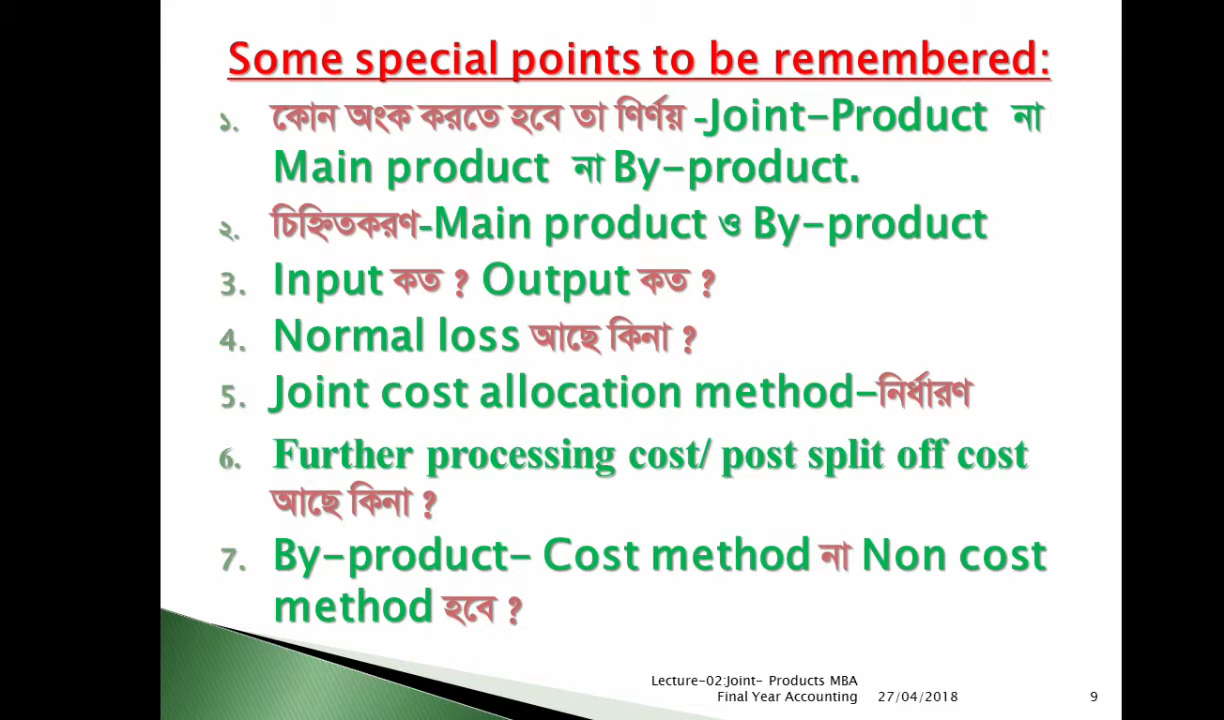 Some special points to be remembered:
১. কোন অংক করতে হবে তা ণির্ণয় -Joint-Product না
Main product না By-product.
২. চিহ্নিতকরণ-Main product ও By-product
3. Input কত ? Output কত ?
4. Normal loss আছে কিনা ?
5. Joint cost allocation method-নির্ধারণ
6. Further processing cost/ post split off cost
আছে কিনা ?
7. By-product- Cost method না Non cost
method হবে ?
Lecture-02:Joint- Products MBA
Final Year Accounting 27/04/2018 9